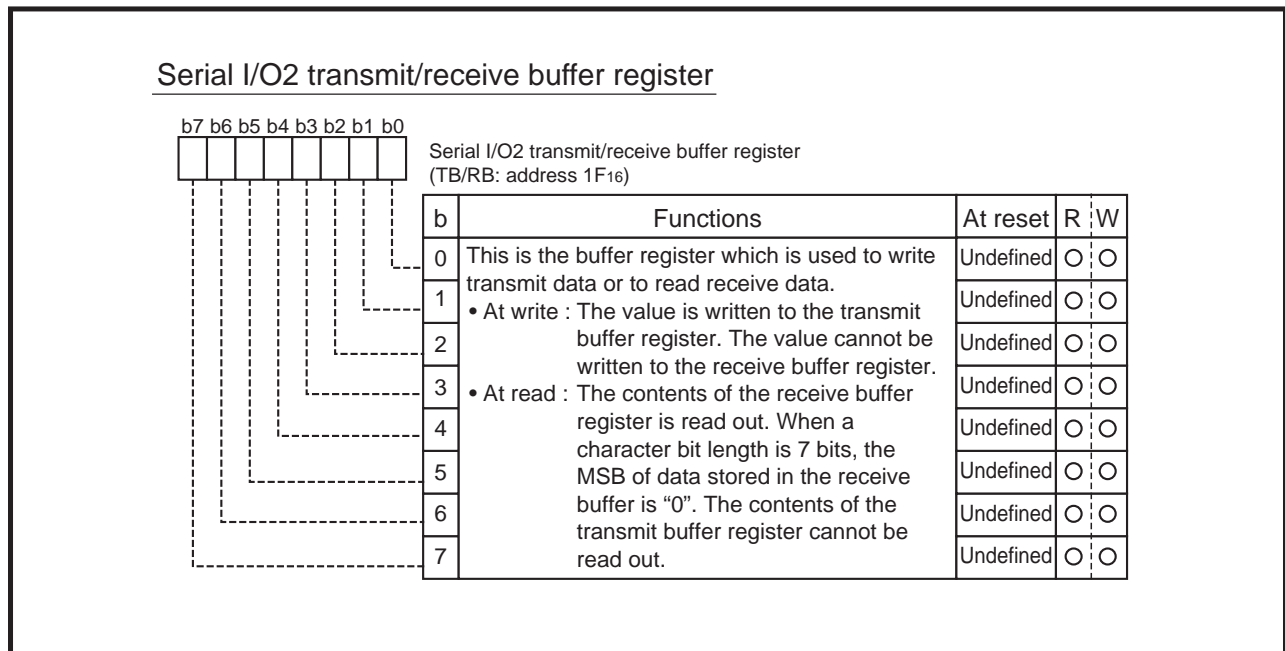 Serial I/O2 transmit/receive buffer register
b7 b6 b5 b4 b3 b2 b1 b0
Serial I/O2 transmit/receive buffer register
(TB/RB: address 1F16)
b Functions At reset R W
0 This is the buffer register which is used to write Undefined O O
transmit data or to read receive data.
1 • At write : The value is written to the transmit Undefined O O
buffer register. The value cannot be
2 written to the receive buffer register. Undefined O O
3 • At read : The contents of the receive buffer Undefined O O
register is read out. When a
4 character bit length is 7 bits, the Undefined O O
MSB of data stored in the receive
5 buffer is “0”. The contents of the Undefined O O
6 transmit buffer register cannot be Undefined O O
7 read out. Undefined O O